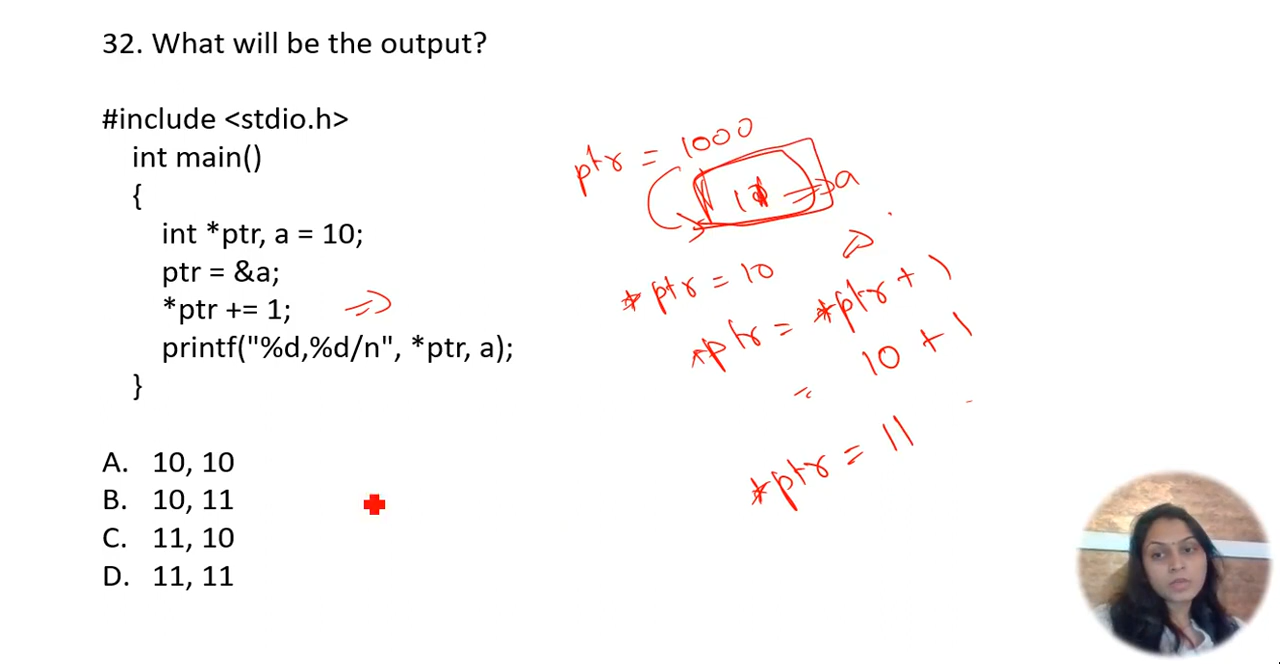 32. What will be the output?
#include <stdio.h>
int main()
{
int *ptr, a = 10;
ptr = &a;
*ptr += 1;
printf("%d,%d/n", *ptr, a);
}
A. 10, 10
B. 10, 11
C. 11, 10
D. 11, 11
ptr = 1000
a
*ptr = 10
*ptr = *ptr + 1
= 10 + 1
*ptr = 11